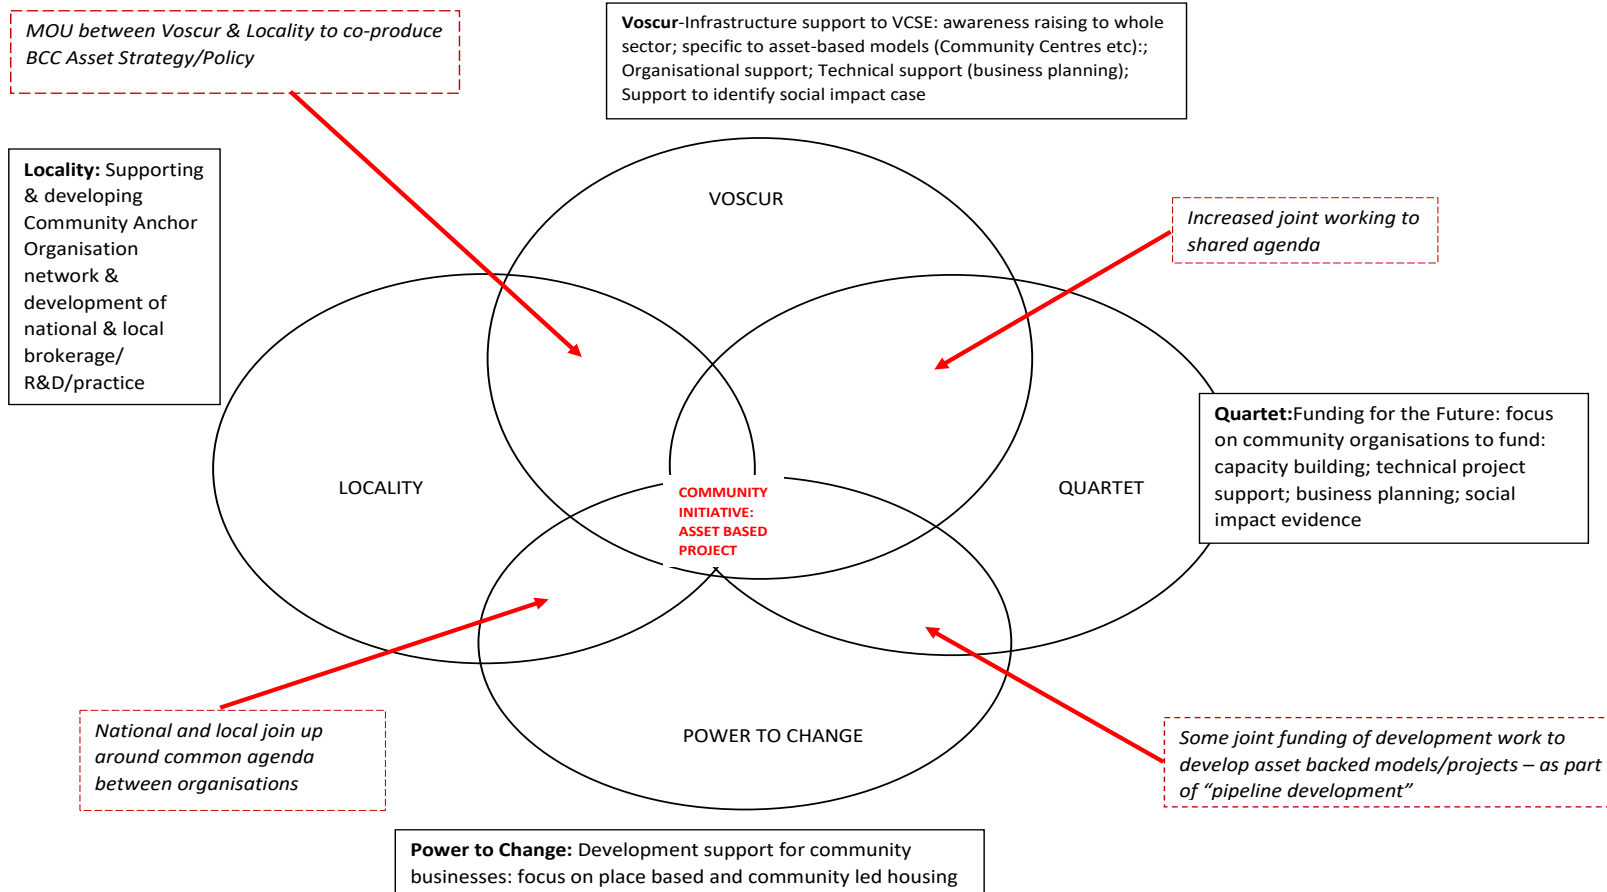 MOU between Voscur & Locality to co-produce
BCC Asset Strategy/Policy
Voscur-Infrastructure support to VCSE: awareness raising to whole
sector; specific to asset-based models (Community Centres etc):;
Organisational support; Technical support (business planning);
Support to identify social impact case
Locality: Supporting
& developing
Community Anchor
Organisation
network &
development of
national & local
brokerage/
R&D/practice
VOSCUR
Increased joint working to
shared agenda
LOCALITY
COMMUNITY
INITIATIVE:
ASSET BASED
PROJECT
QUARTET
Quartet:Funding for the Future: focus
on community organisations to fund:
capacity building; technical project
support; business planning; social
impact evidence
National and local join up
around common agenda
between organisations
POWER TO CHANGE
Some joint funding of development work to
develop asset backed models/projects – as part
of “pipeline development”
Power to Change: Development support for community
businesses: focus on place based and community led housing